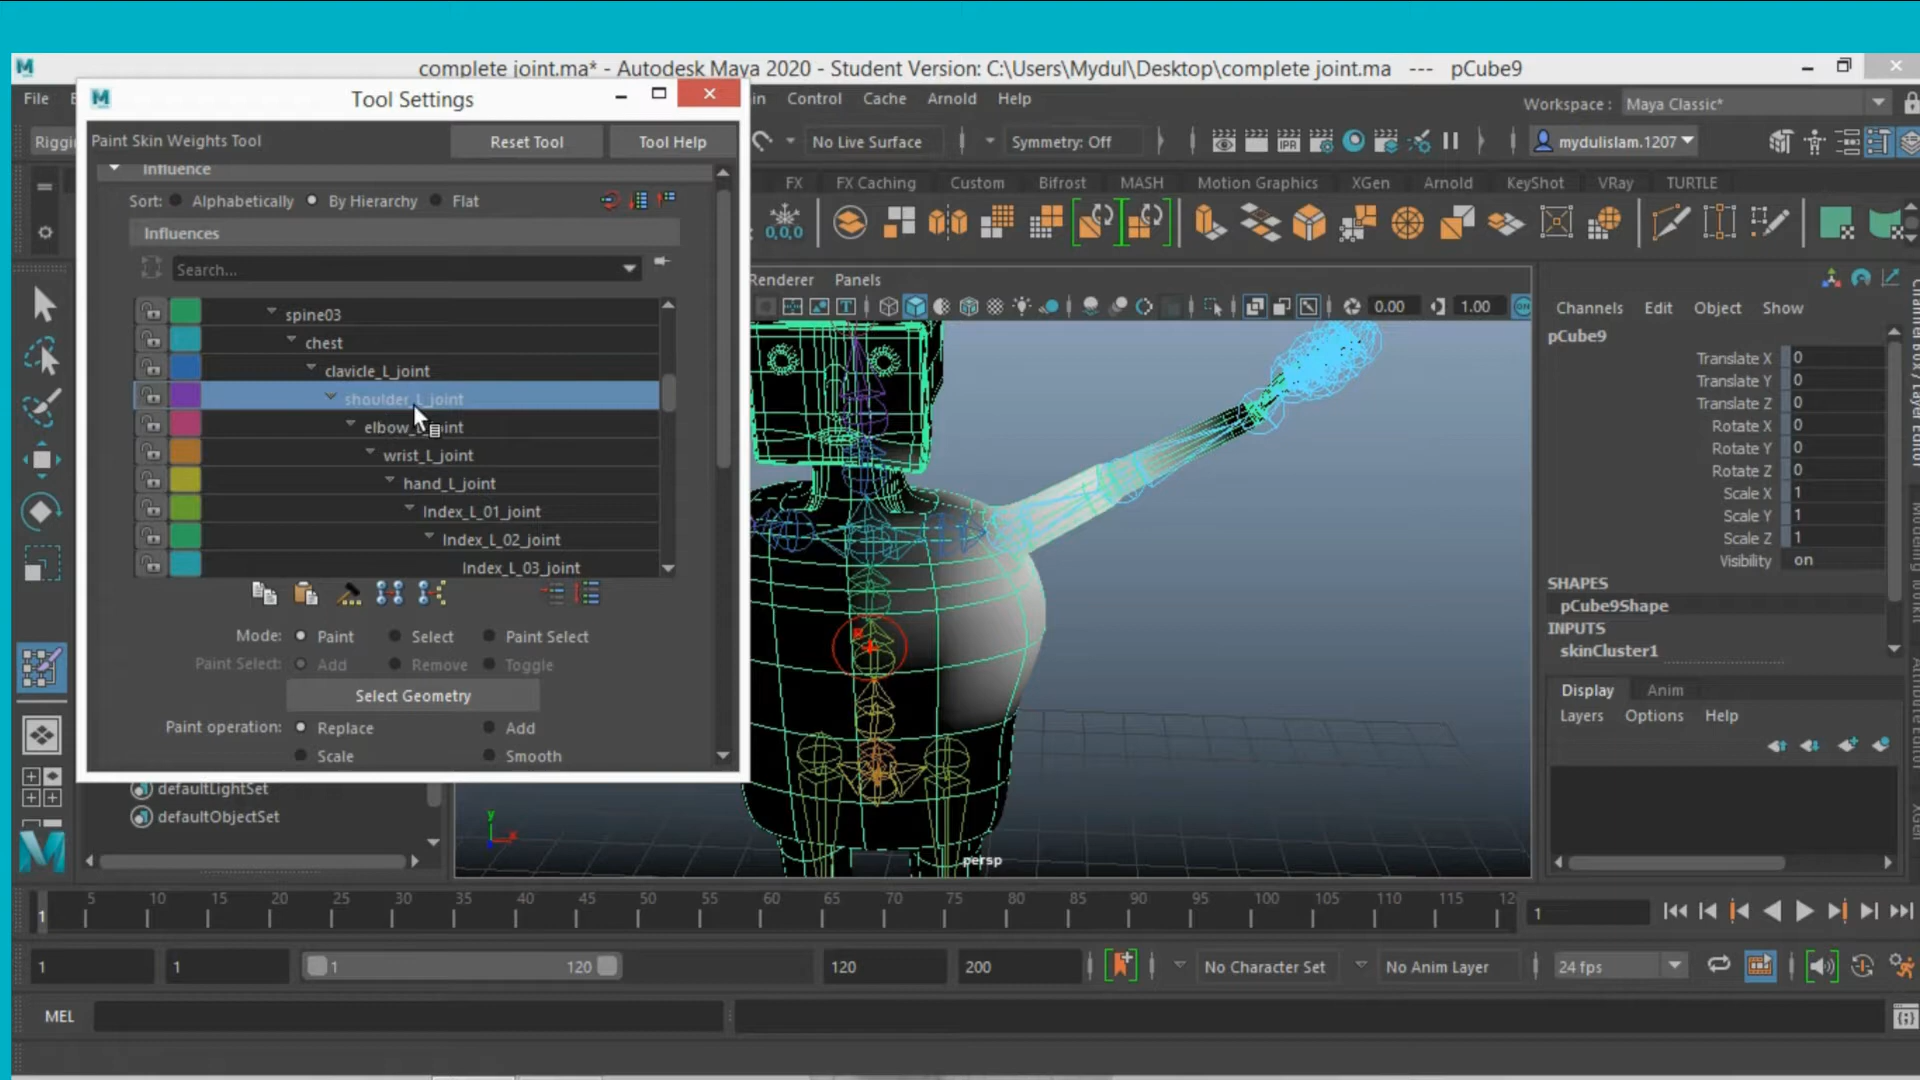 complete joint.ma* - Autodesk Maya 2020 - Student Version: C:\Users\Mydul\Desktop\complete joint.ma --- pCube9
File
Tool Settings
in Control Cache Arnold Help
Workspace : Maya Classic*
Paint Skin Weights Tool
Reset Tool
Tool Help
No Live Surface
Symmetry: Off
IPR
mydulislam.1207
Influence
Sort: Alphabetically By Hierarchy Flat
FX FX Caching Custom Bifrost MASH Motion Graphics XGen Arnold KeyShot VRay TURTLE
Influences
0,0,0
Search...
Renderer Panels
0.00 1.00
spine03
chest
clavicle_L_joint
shoulder_L_joint
wrist_L_joint
hand_L_joint
Index_L_01_joint
Index_L_02_joint
Index_L_03_joint
Mode: Paint Select Paint Select
Paint Select: Add Remove Toggle
Select Geometry
Paint operation: Replace Add
Scale Smooth
defaultLightSet
defaultObjectSet
y
x
persp
Channels Edit Object Show
pCube9
Translate X 0
Translate Y 0
Translate Z 0
Rotate X 0
Rotate Y 0
Rotate Z 0
Scale X 1
Scale Y 1
Scale Z 1
Visibility on
SHAPES
pCube9Shape
INPUTS
skinCluster1
Display Anim
Layers Options Help
1 5 10 15 20 25 30 35 40 45 50 55 60 65 70 75 80 85 90 95 100 105 110 115 12
1
1 1 1 120 120 200
No Character Set
No Anim Layer
24 fps
MEL